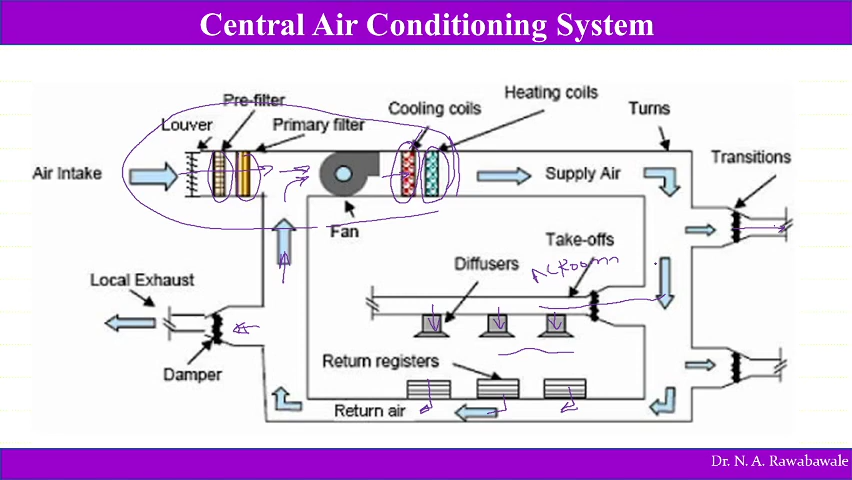 Central Air Conditioning System
Pre-filter
Louver
Primary filter
Cooling coils
Heating coils
Turns
Air Intake
Supply Air
Transitions
Fan
Take-offs
Diffusers
AC Room
Local Exhaust
Damper
Return registers
Return air
Dr. N. A. Rawabawale